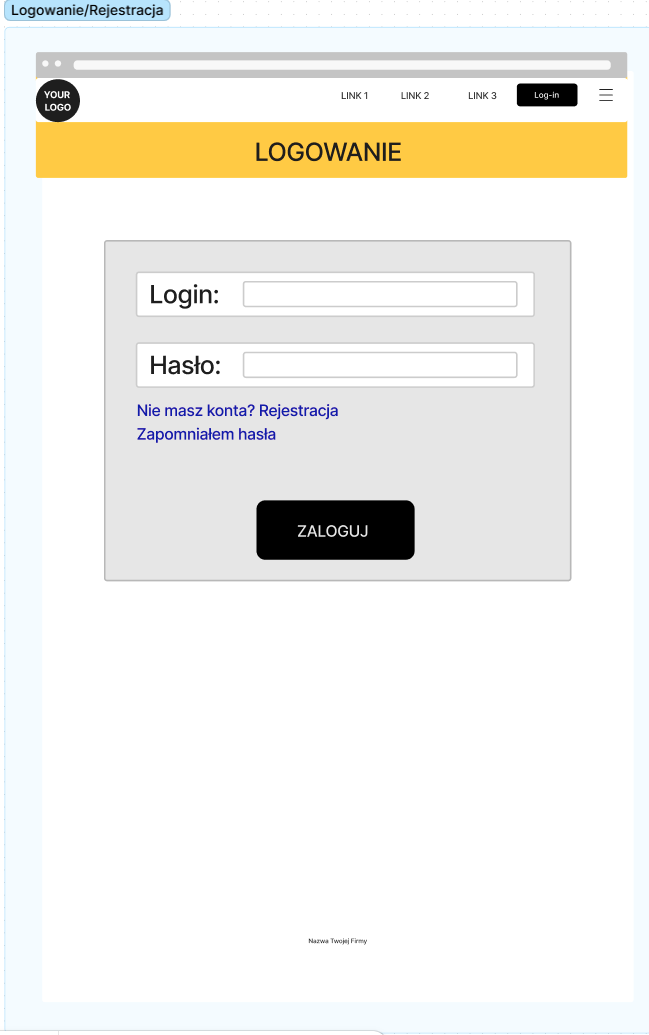 Logowanie/Rejestracja
YOUR
LOGO
LINK 1 LINK 2 LINK 3 Log-in
LOGOWANIE
Login:
Hasło:
Nie masz konta? Rejestracja
Zapomniałem hasła
ZALOGUJ
Nazwa Twojej Firmy